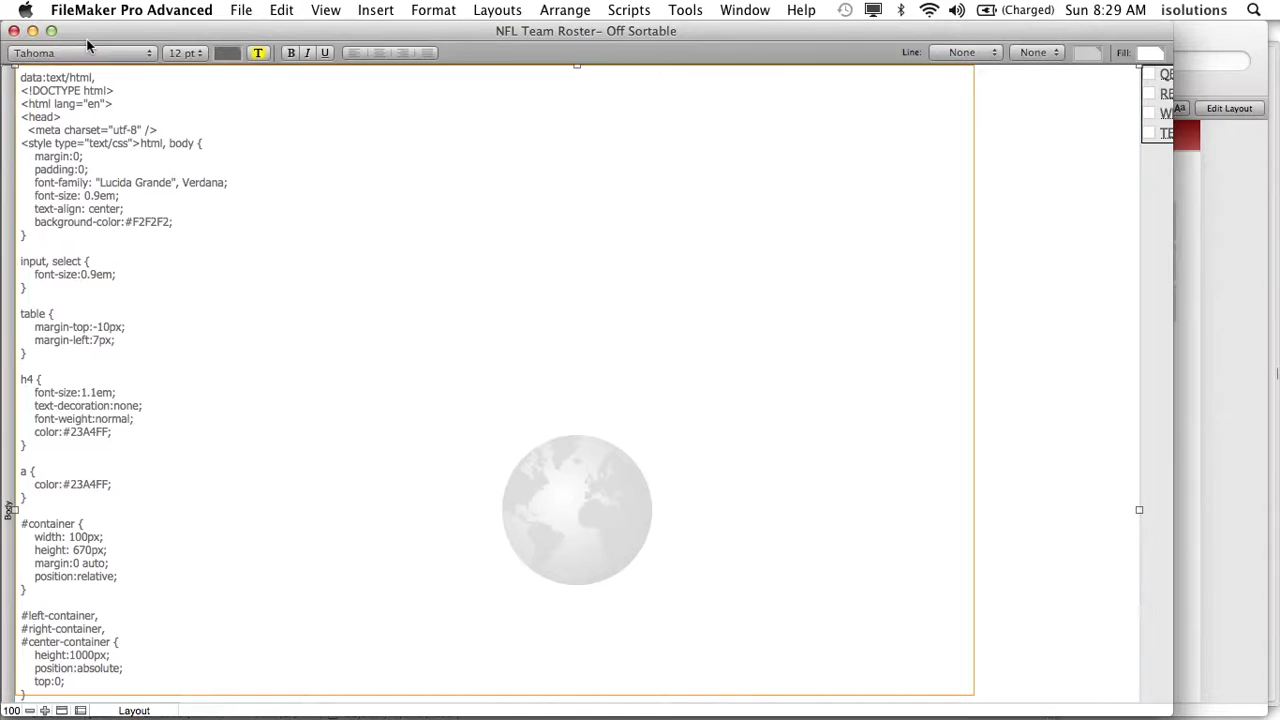 FileMaker Pro Advanced File Edit View Insert Format Layouts Arrange Scripts Tools Window Help (Charged) Sun 8:29 AM isolutions
NFL Team Roster– Off Sortable
Tahoma 12 pt T B I U Line: None None Fill:
data:text/html,
<!DOCTYPE html>
<html lang="en">
<head>
<meta charset="utf-8" />
<style type="text/css">html, body {
margin:0;
padding:0;
font-family: "Lucida Grande", Verdana;
font-size: 0.9em;
text-align: center;
background-color:#F2F2F2;
}
input, select {
font-size:0.9em;
}
table {
margin-top:-10px;
margin-left:7px;
}
h4 {
font-size:1.1em;
text-decoration:none;
font-weight:normal;
color:#23A4FF;
}
a {
color:#23A4FF;
}
#container {
width: 100px;
height: 670px;
margin:0 auto;
position:relative;
}
#left-container,
#right-container,
#center-container {
height:1000px;
position:absolute;
top:0;
}
QB
RE
TE
Aa Edit Layout
Body
100 Layout